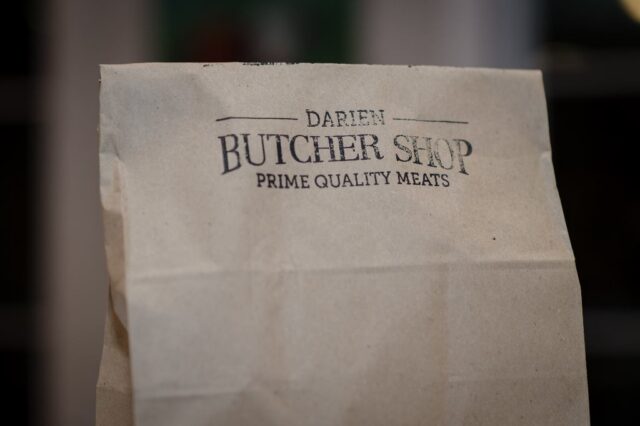 DARIEN
BUTCHER SHOP
PRIME QUALITY MEATS